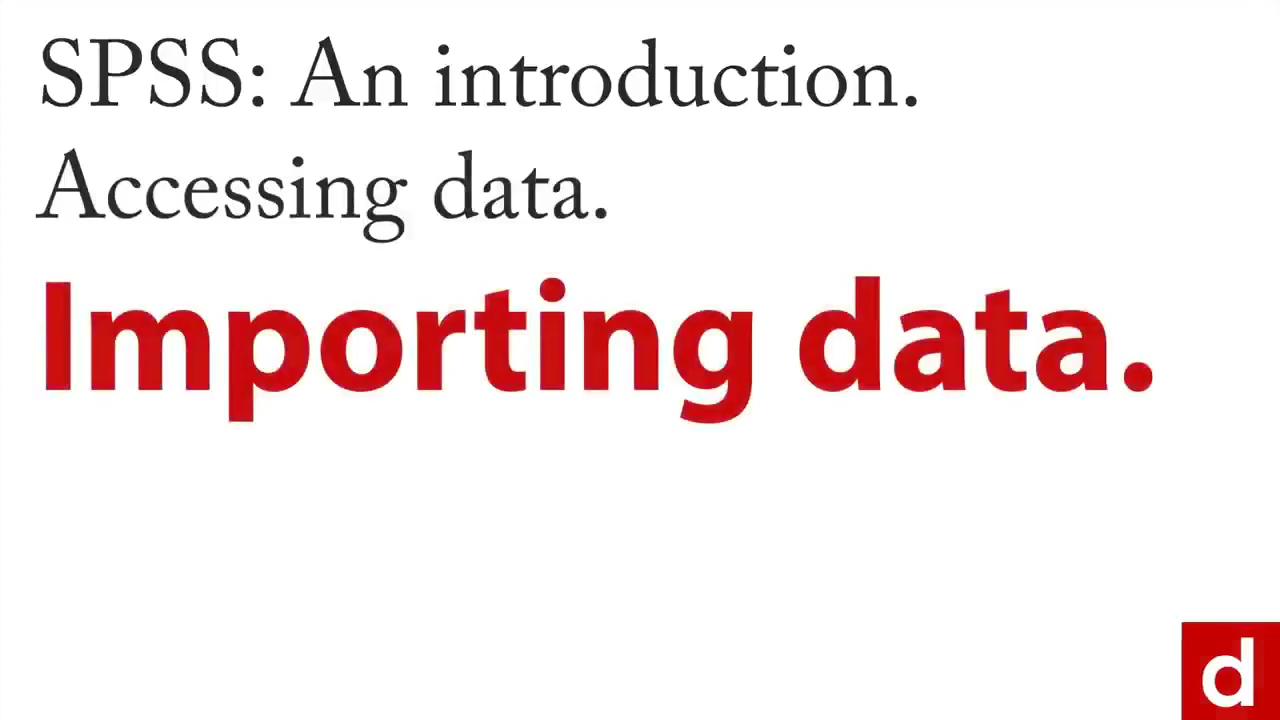 SPSS: An introduction.
Accessing data.
Importing data.
d